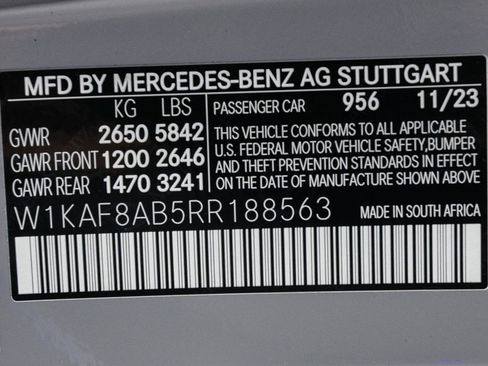 MFD BY MERCEDES-BENZ AG STUTTGART
KG LBS
GVWR 2650 5842
GAWR FRONT 1200 2646
GAWR REAR 1470 3241
PASSENGER CAR 956 11/23
THIS VEHICLE CONFORMS TO ALL APPLICABLE
U.S. FEDERAL MOTOR VEHICLE SAFETY,BUMPER
AND THEFT PREVENTION STANDARDS IN EFFECT
ON THE DATE OF MANUFACTURE SHOWN ABOVE.
W1KAF8AB5RR188563 MADE IN SOUTH AFRICA